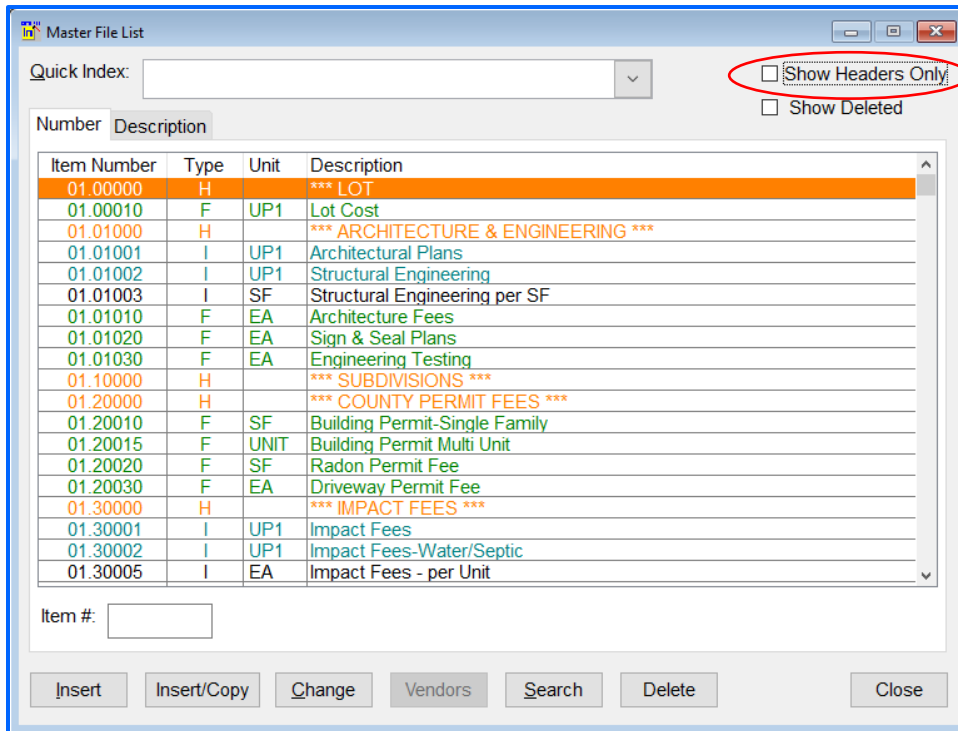 Master File List
Quick Index:
Show Headers Only
Show Deleted
Number Description
Item Number Type Unit Description
01.00000 H *** LOT
01.00010 F UP1 Lot Cost
01.01000 H *** ARCHITECTURE & ENGINEERING ***
01.01001 I UP1 Architectural Plans
01.01002 I UP1 Structural Engineering
01.01003 I SF Structural Engineering per SF
01.01010 F EA Architecture Fees
01.01020 F EA Sign & Seal Plans
01.01030 F EA Engineering Testing
01.10000 H *** SUBDIVISIONS ***
01.20000 H *** COUNTY PERMIT FEES ***
01.20010 F SF Building Permit-Single Family
01.20015 F UNIT Building Permit Multi Unit
01.20020 F SF Radon Permit Fee
01.20030 F EA Driveway Permit Fee
01.30000 H *** IMPACT FEES ***
01.30001 I UP1 Impact Fees
01.30002 I UP1 Impact Fees-Water/Septic
01.30005 I EA Impact Fees - per Unit
Item #:
Insert Insert/Copy Change Vendors Search Delete Close